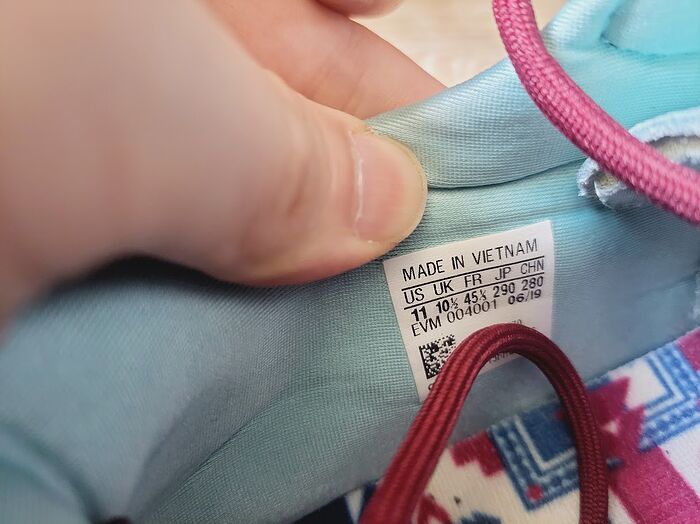 MADE IN VIETNAM
US UK FR JP CHN
11 10½ 45⅓ 290 280
EVM 004001 06/19